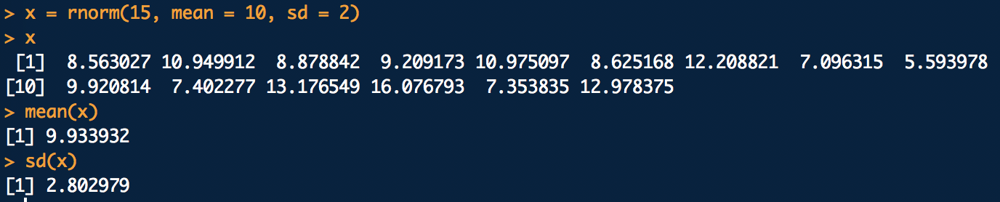 > x = rnorm(15, mean = 10, sd = 2)
> x
 [1]  8.563027 10.949912  8.878842  9.209173 10.975097  8.625168 12.208821  7.096315  5.593978
[10]  9.920814  7.402277 13.176549 16.076793  7.353835 12.978375
> mean(x)
[1] 9.933932
> sd(x)
[1] 2.802979